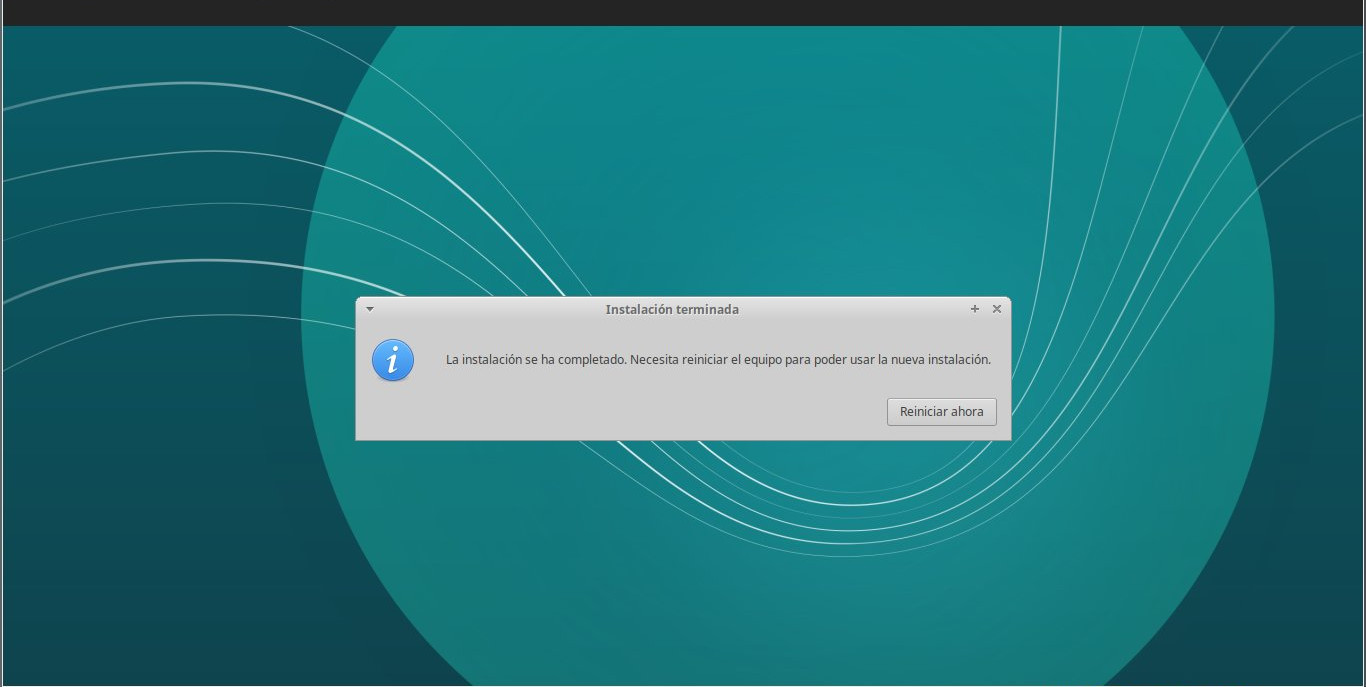 Instalación terminada
La instalación se ha completado. Necesita reiniciar el equipo para poder usar la nueva instalación.
Reiniciar ahora